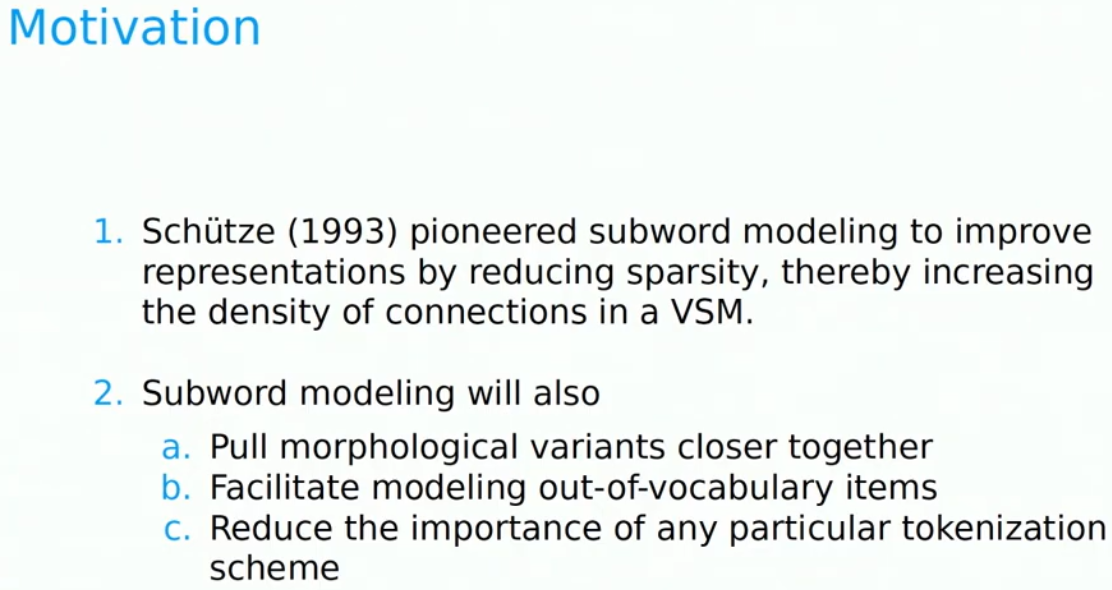 Motivation
1. Schütze (1993) pioneered subword modeling to improve
representations by reducing sparsity, thereby increasing
the density of connections in a VSM.
2. Subword modeling will also
a. Pull morphological variants closer together
b. Facilitate modeling out-of-vocabulary items
c. Reduce the importance of any particular tokenization
scheme